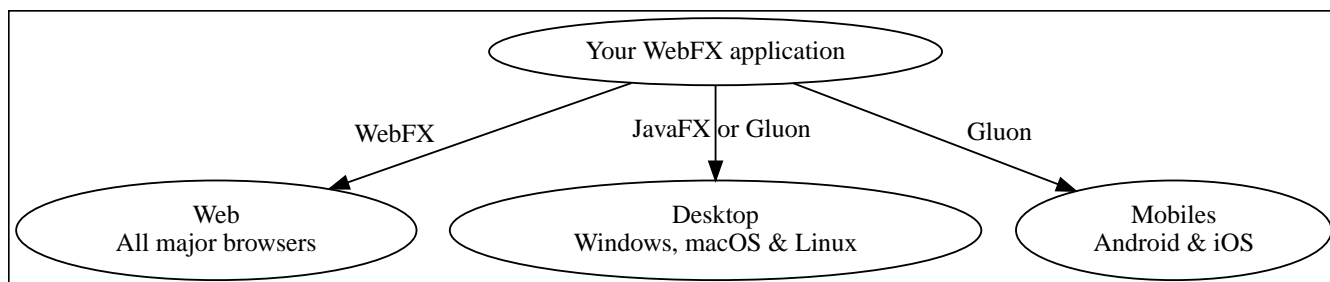 Your WebFX application
WebFX
JavaFX or Gluon
Gluon
Web
All major browsers
Desktop
Windows, macOS & Linux
Mobiles
Android & iOS